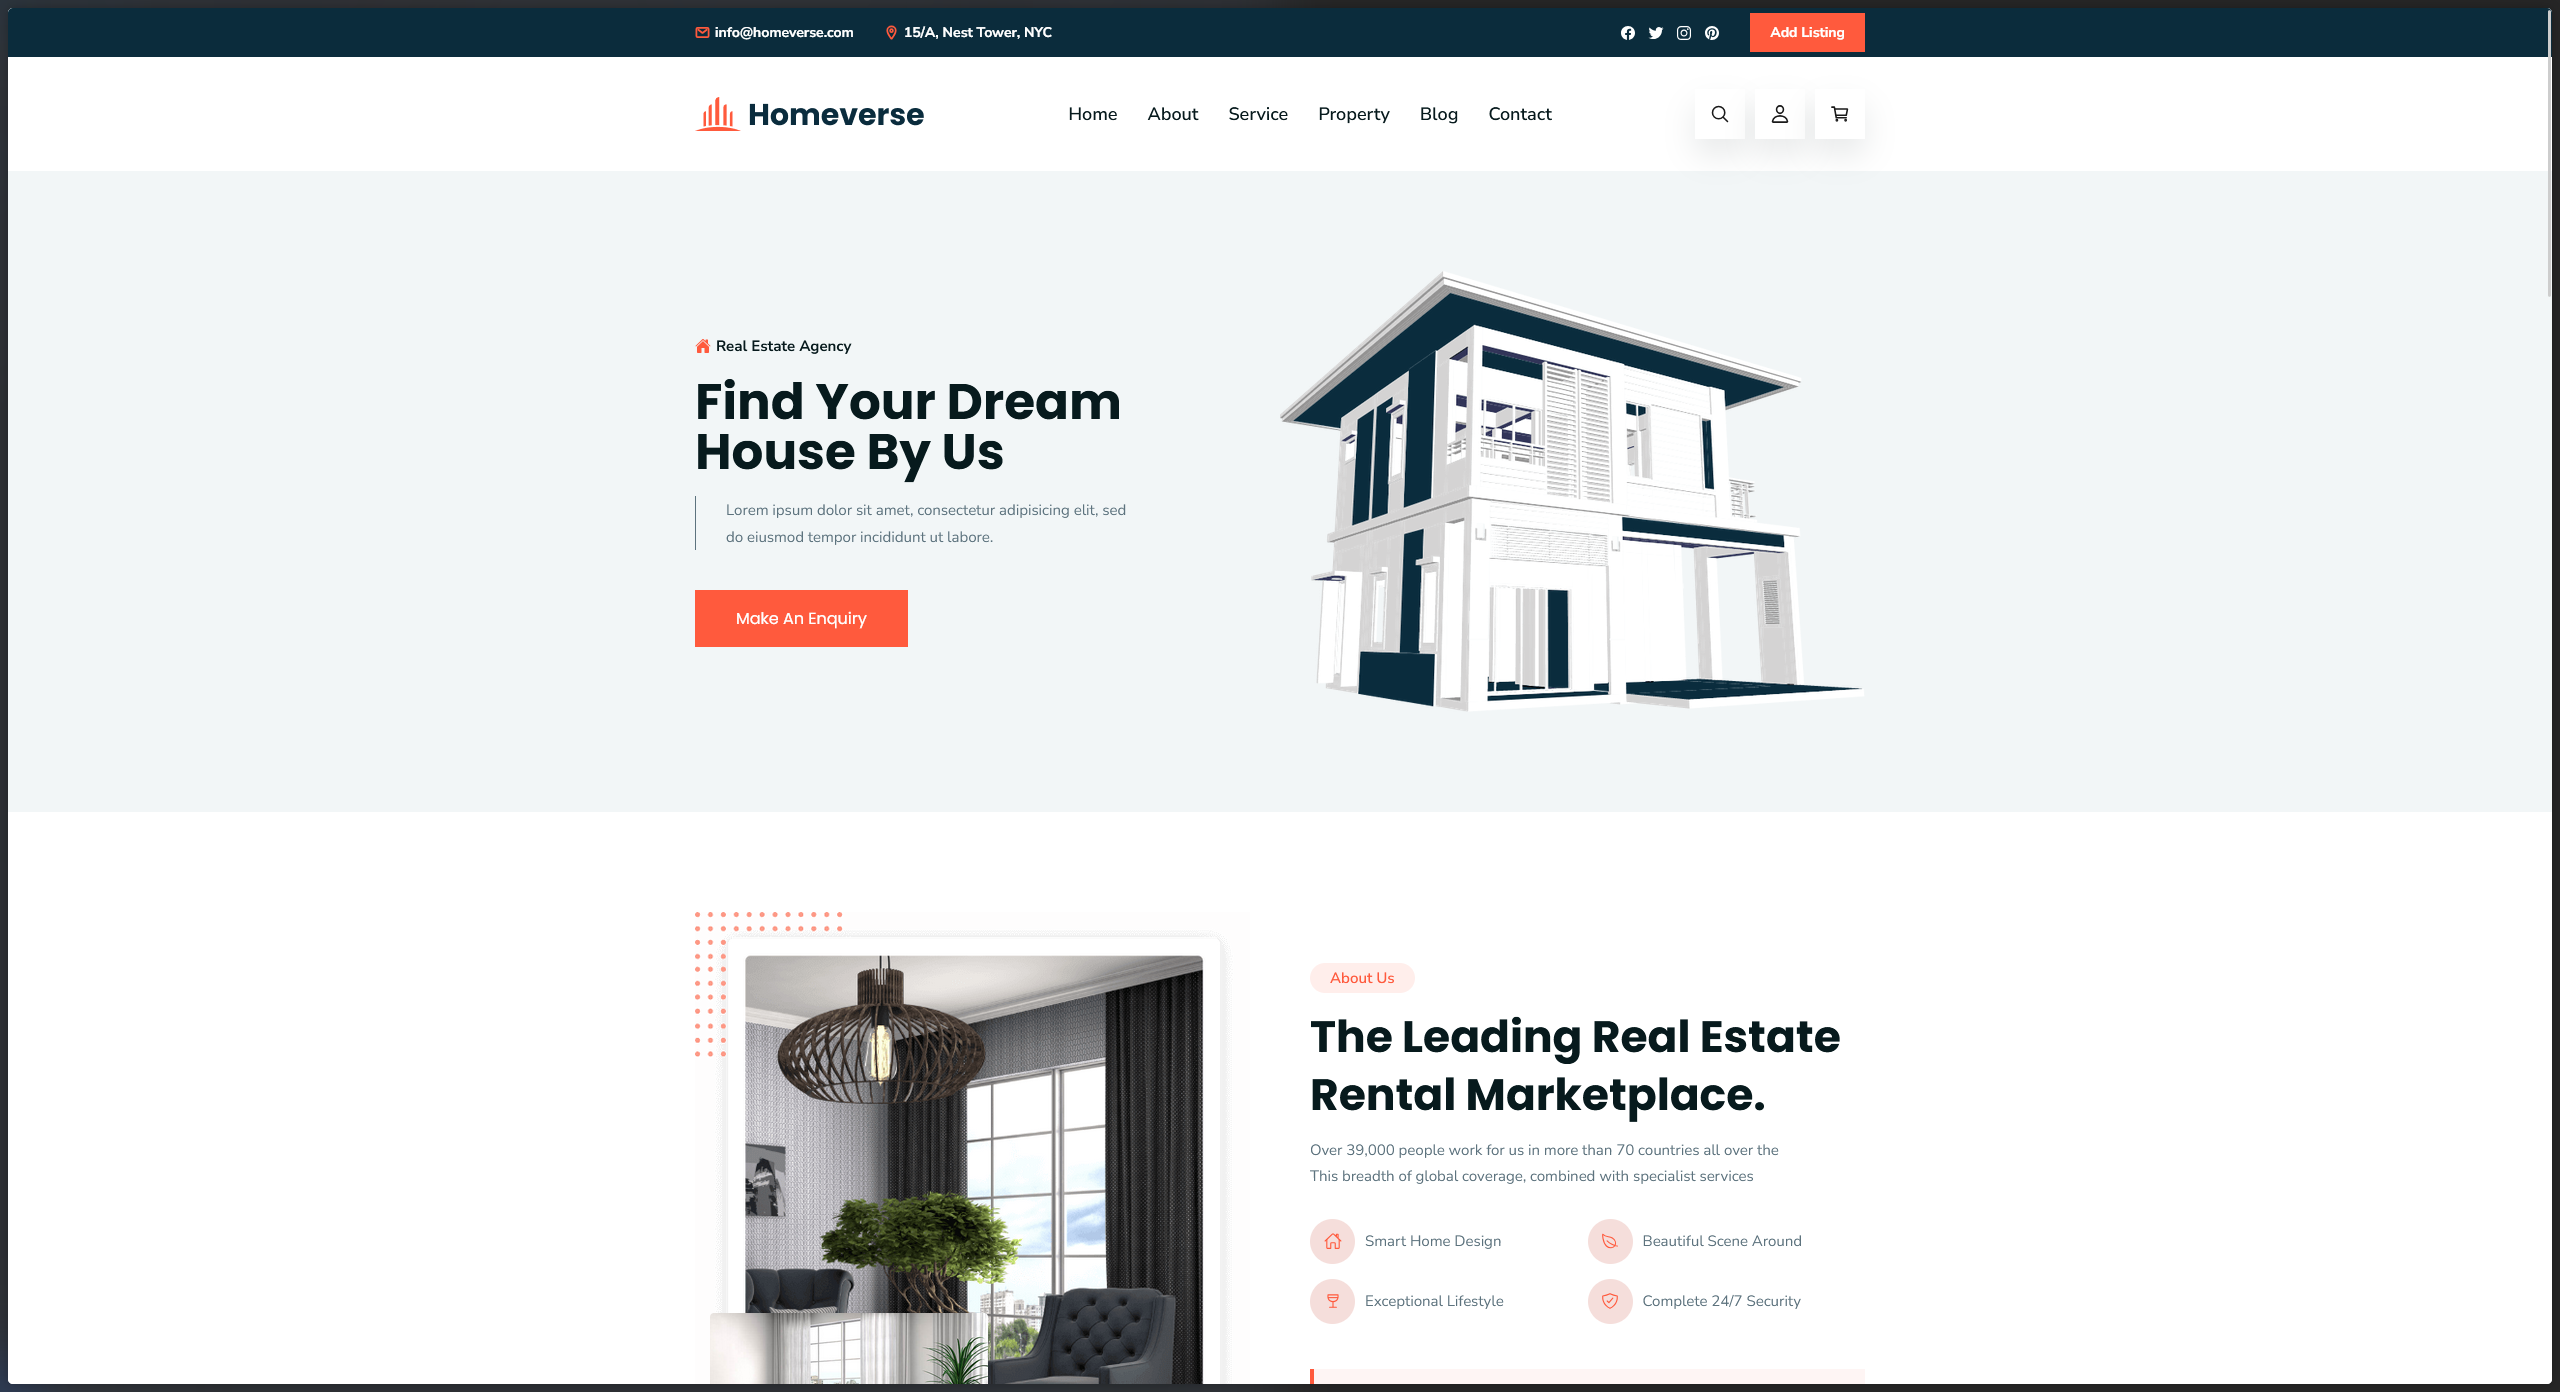 info@homeverse.com
15/A, Nest Tower, NYC
Add Listing
Homeverse
Home
About
Service
Property
Blog
Contact
Real Estate Agency
Find Your Dream
House By Us
Lorem ipsum dolor sit amet, consectetur adipisicing elit, sed
do eiusmod tempor incididunt ut labore.
Make An Enquiry
About Us
The Leading Real Estate
Rental Marketplace.
Over 39,000 people work for us in more than 70 countries all over the
This breadth of global coverage, combined with specialist services
Smart Home Design
Beautiful Scene Around
Exceptional Lifestyle
Complete 24/7 Security